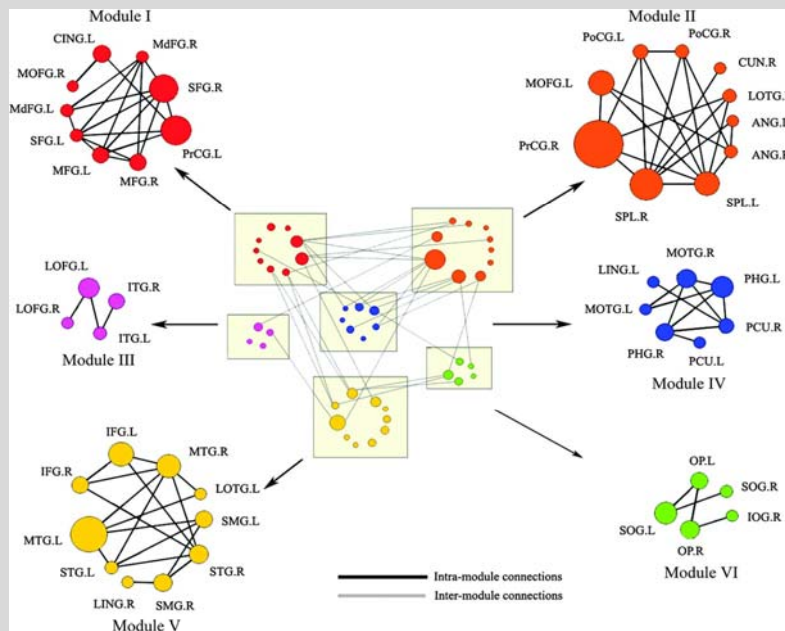 Module I
CING.L
MdFG.R
MOFG.R
SFG.R
MdFG.L
SFG.L
PrCG.L
MFG.L
MFG.R
Module II
PoCG.L
PoCG.R
CUN.R
MOFG.L
ANG.R
PrCG.R
SPL.L
SPL.R
LOFG.L
ITG.R
LOFG.R
ITG.L
Module III
MOTG.R
LING.L
PHG.L
MOTG.L
PCU.R
PHG.R
PCU.L
Module IV
IFG.L
MTG.R
IFG.R
LOTG.L
SMG.L
MTG.L
STG.L
STG.R
LING.R
SMG.R
Module V
OP.L
SOG.R
SOG.L
IOG.R
OP.R
Module VI
Intra-module connections
Inter-module connections